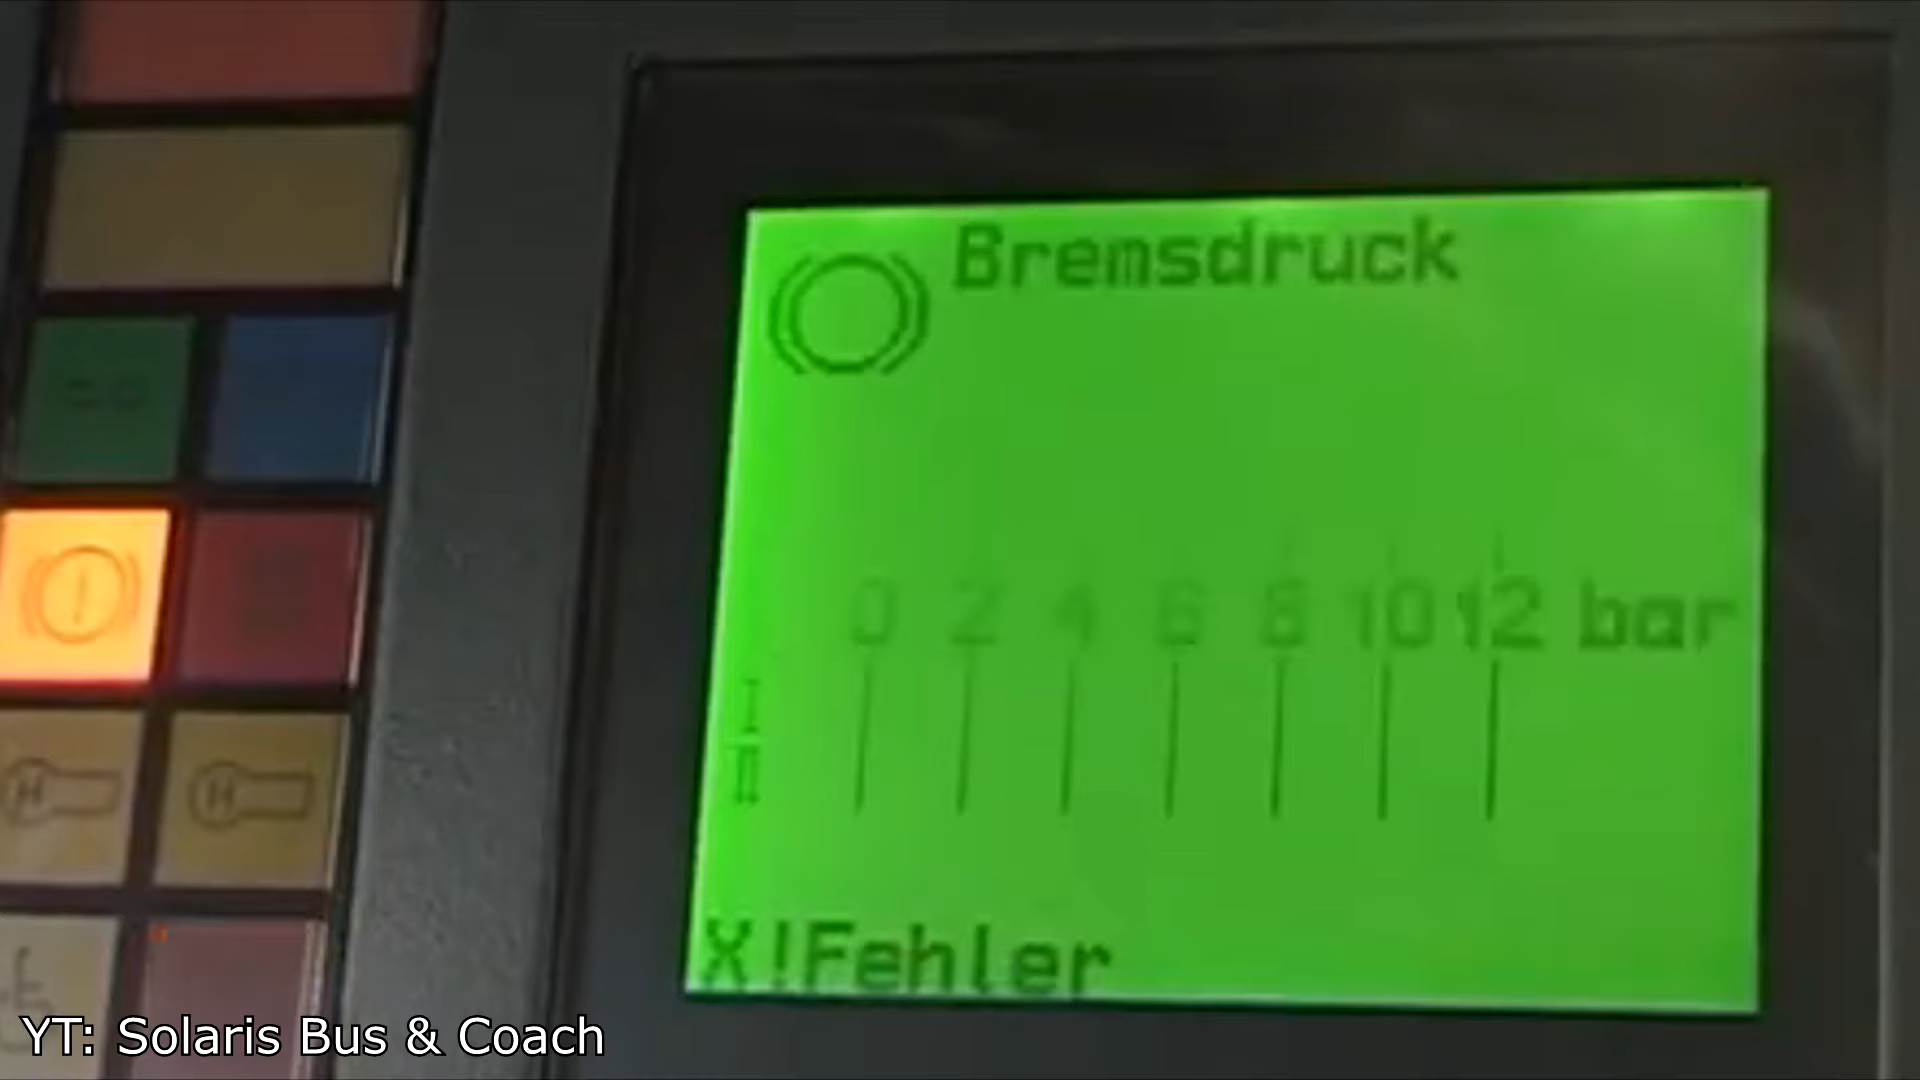 Bremsdruck
0 2 4 6 8 10 12 bar
I
II
X!Fehler
H H
YT: Solaris Bus & Coach